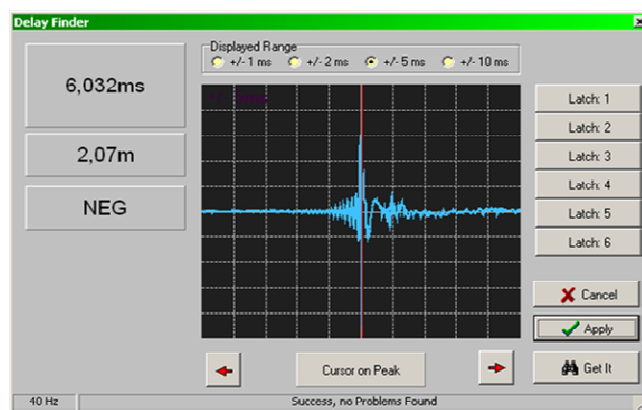 Delay Finder
Displayed Range
+/- 1 ms +/- 2 ms +/- 5 ms +/- 10 ms
6,032ms
2,07m
NEG
Latch: 1
Latch: 2
Latch: 3
Latch: 4
Latch: 5
Latch: 6
Cancel
Apply
Cursor on Peak
Get It
40 Hz
Success, no Problems Found